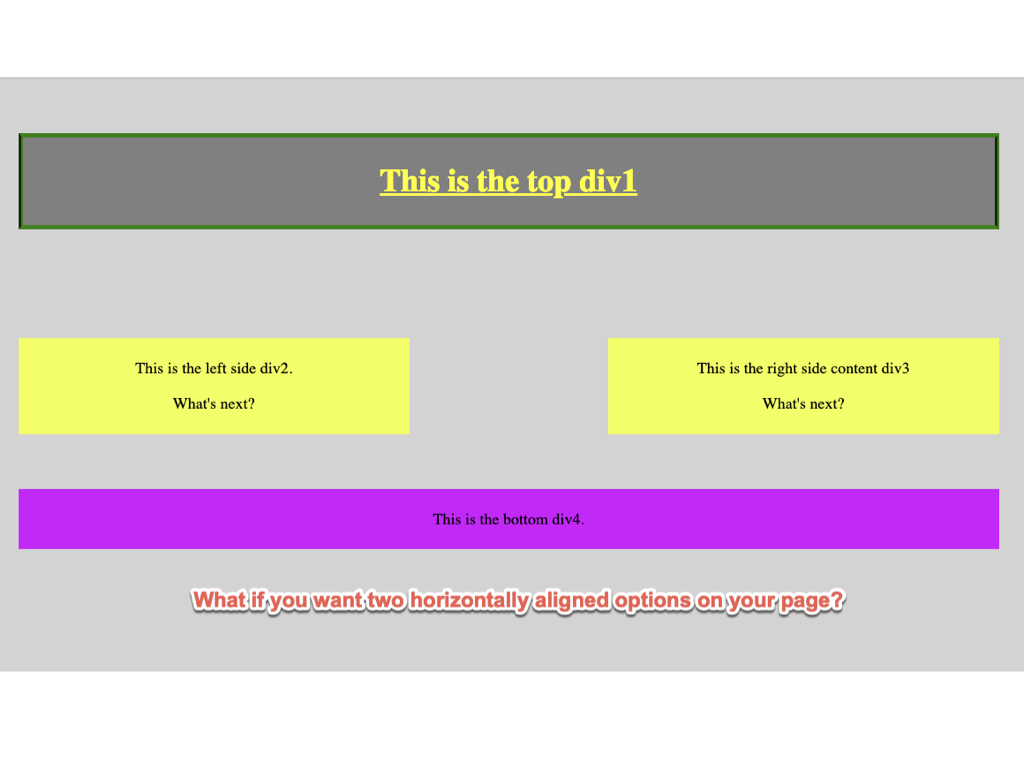 This is the top div1
This is the left side div2.
What's next?
This is the right side content div3
What's next?
This is the bottom div4.
What if you want two horizontally aligned options on your page?